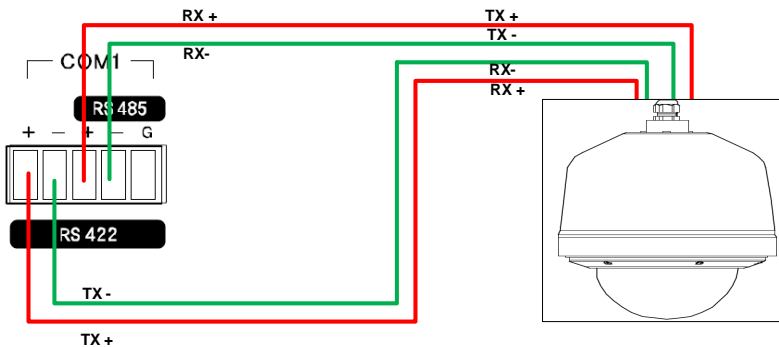 RX + TX +
TX -
RX-
COM1
RX-
RX +
RS 485
+ – + – G
RS 422
TX -
TX +